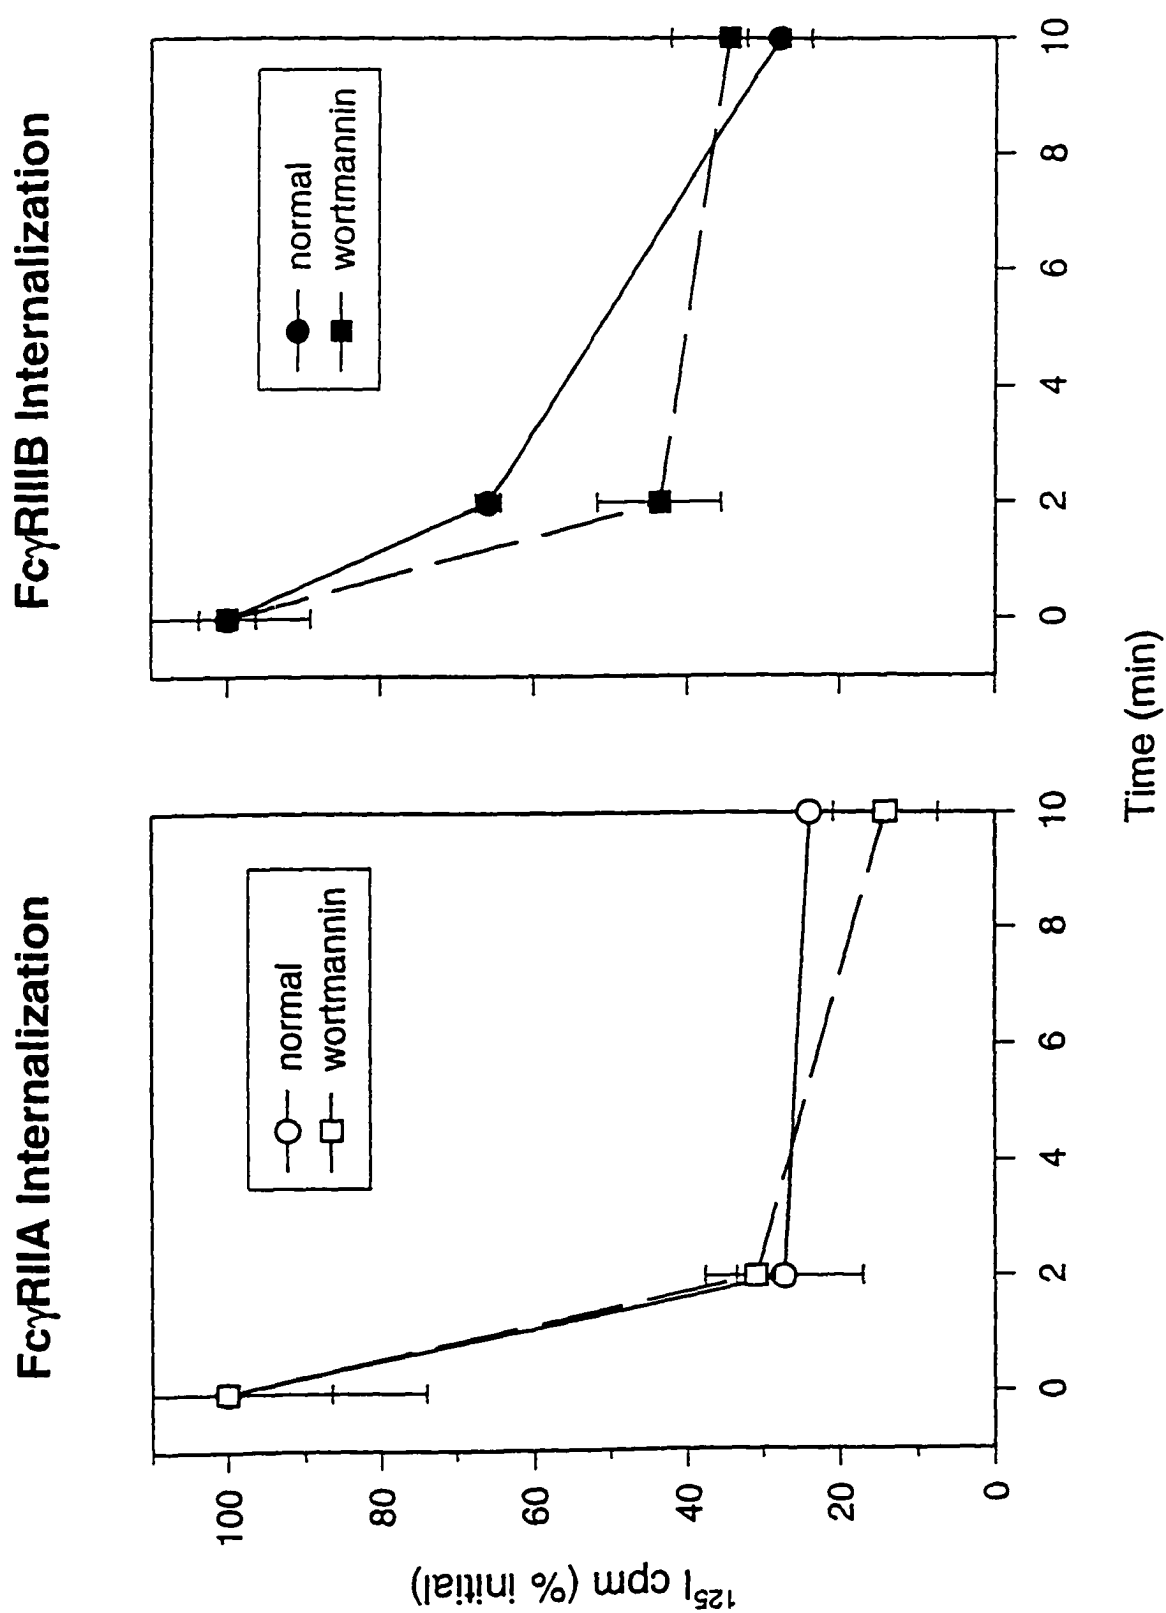 FcγRIIA Internalization
FcγRIIIB Internalization
¹²⁵I cpm (% initial)
100
80
60
40
20
0
normal
wortmannin
normal
wortmannin
0 2 4 6 8 10
0 2 4 6 8 10
Time (min)